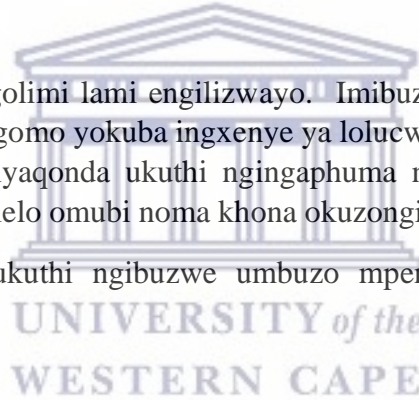 golimi lami engilizwayo. Imibuz
gomo yokuba ingxenye ya lolucw
yaqonda ukuthi ngingaphuma n
elo omubi noma khona okuzongi
ukuthi ngibuzwe umbuzo mper
UNIVERSITY of the
WESTERN CAPE